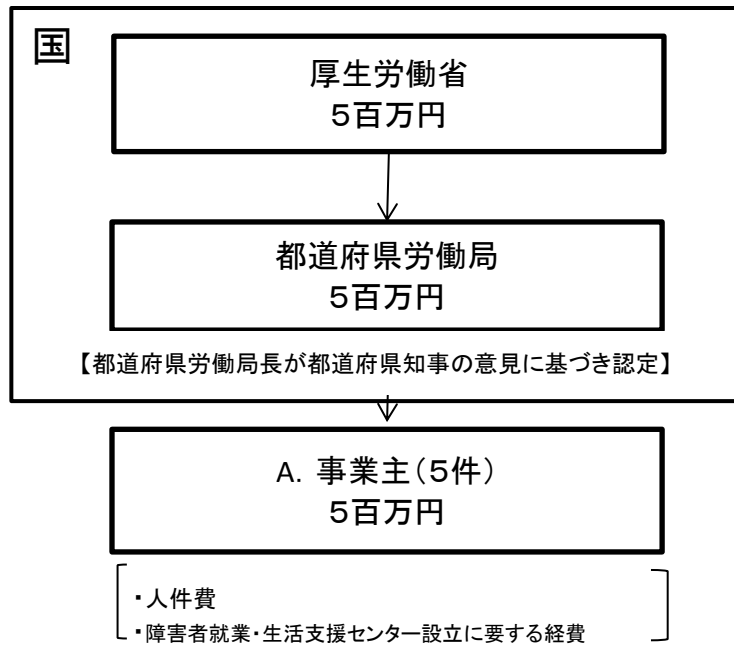 国
厚生労働省
5百万円
都道府県労働局
5百万円
【都道府県労働局長が都道府県知事の意見に基づき認定】
A. 事業主(5件)
5百万円
・人件費
・障害者就業・生活支援センター設立に要する経費